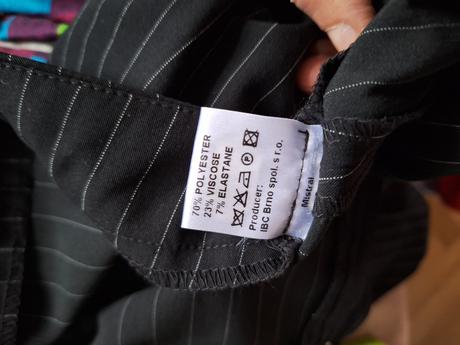 70% POLYESTER
23% VISCOSE
7% ELASTANE
Producer:
IBC Brno spol. s r.o.
Mistral